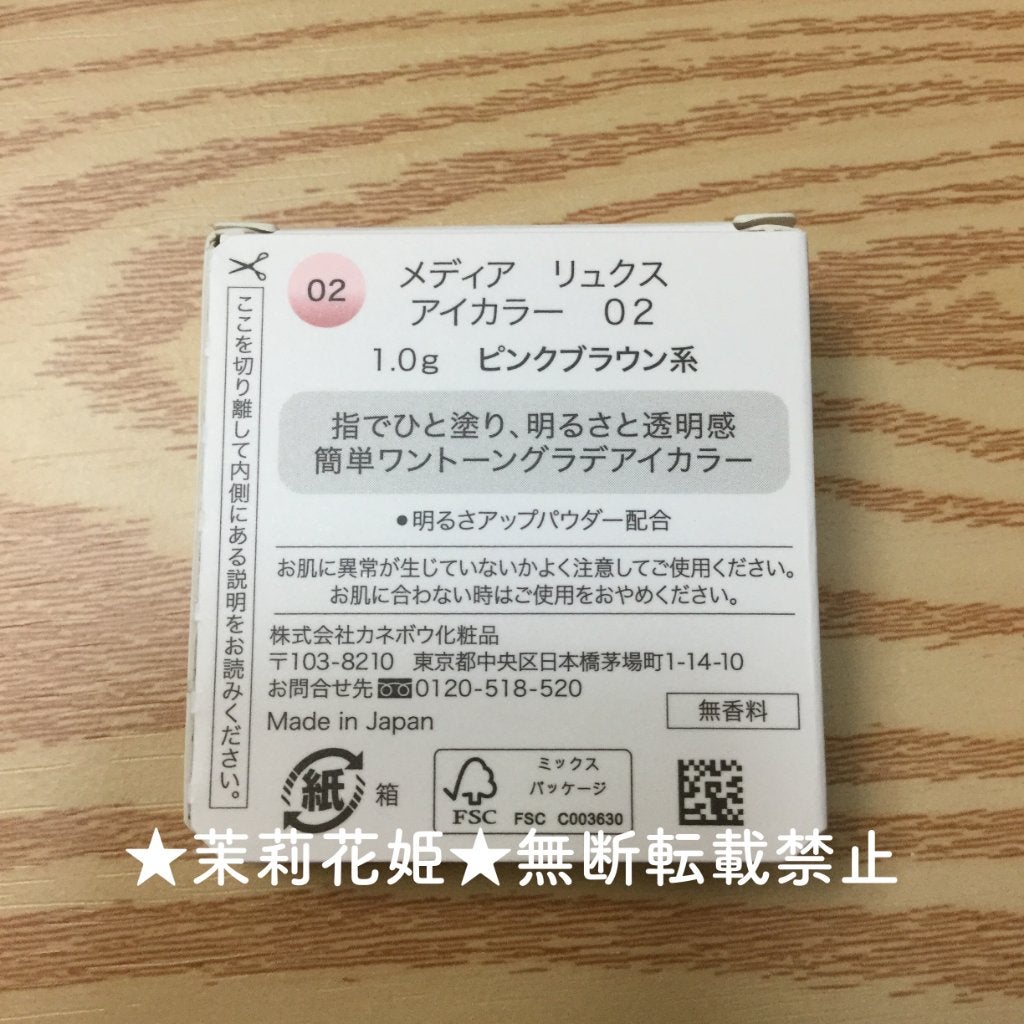 ここを切り離して内側にある説明をお読みください。
02
メディア リュクス
アイカラー 02
1.0g ピンクブラウン系
指でひと塗り、明るさと透明感
簡単ワントーングラデアイカラー
●明るさアップパウダー配合
お肌に異常が生じていないかよく注意してご使用ください。
お肌に合わない時はご使用をおやめください。
株式会社カネボウ化粧品
〒103-8210 東京都中央区日本橋茅場町1-14-10
お問合せ先 0120-518-520
Made in Japan
無香料
紙 箱
FSC
ミックス
パッケージ
FSC C003630
★茉莉花姫★無断転載禁止